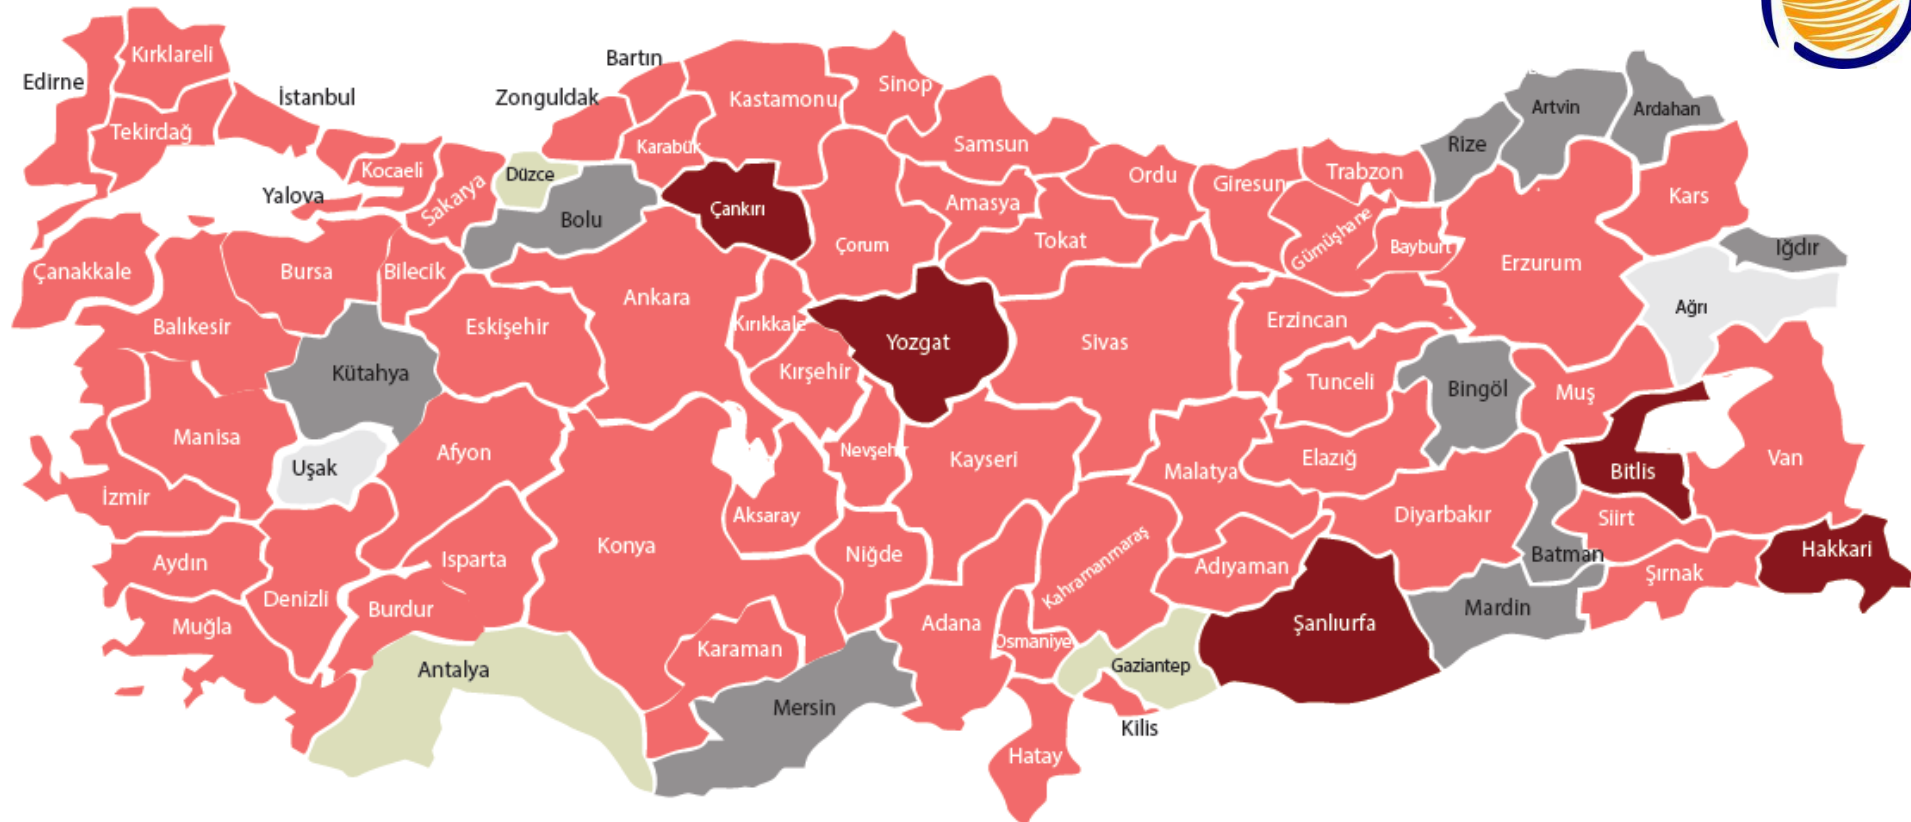 Kırklareli
Bartın
Edirne
Zonguldak
İstanbul
Kastamonu
Sinop
Artvin
Ardahan
Tekirdağ
Karabük
Samsun
Rize
Kocaeli
Düzce
Yalova
Sakarya
Çankırı
Amasya
Ordu
Giresun
Trabzon
Kars
Bolu
Tokat
Gümüşhane
Bayburt
Iğdır
Çorum
Erzurum
Çanakkale
Bursa
Bilecik
Ankara
Ağrı
Balıkesir
Eskişehir
Kırıkkale
Yozgat
Sivas
Erzincan
Kütahya
Kırşehir
Tunceli
Bingöl
Muş
Manisa
Afyon
Nevşehir
Kayseri
Malatya
Elazığ
Van
Uşak
Bitlis
İzmir
Aksaray
Diyarbakır
Siirt
Aydın
Isparta
Konya
Niğde
Kahramanmaraş
Adıyaman
Batman
Şırnak
Hakkari
Denizli
Burdur
Mardin
Muğla
Adana
Şanlıurfa
Karaman
Osmaniye
Antalya
Gaziantep
Mersin
Kilis
Hatay